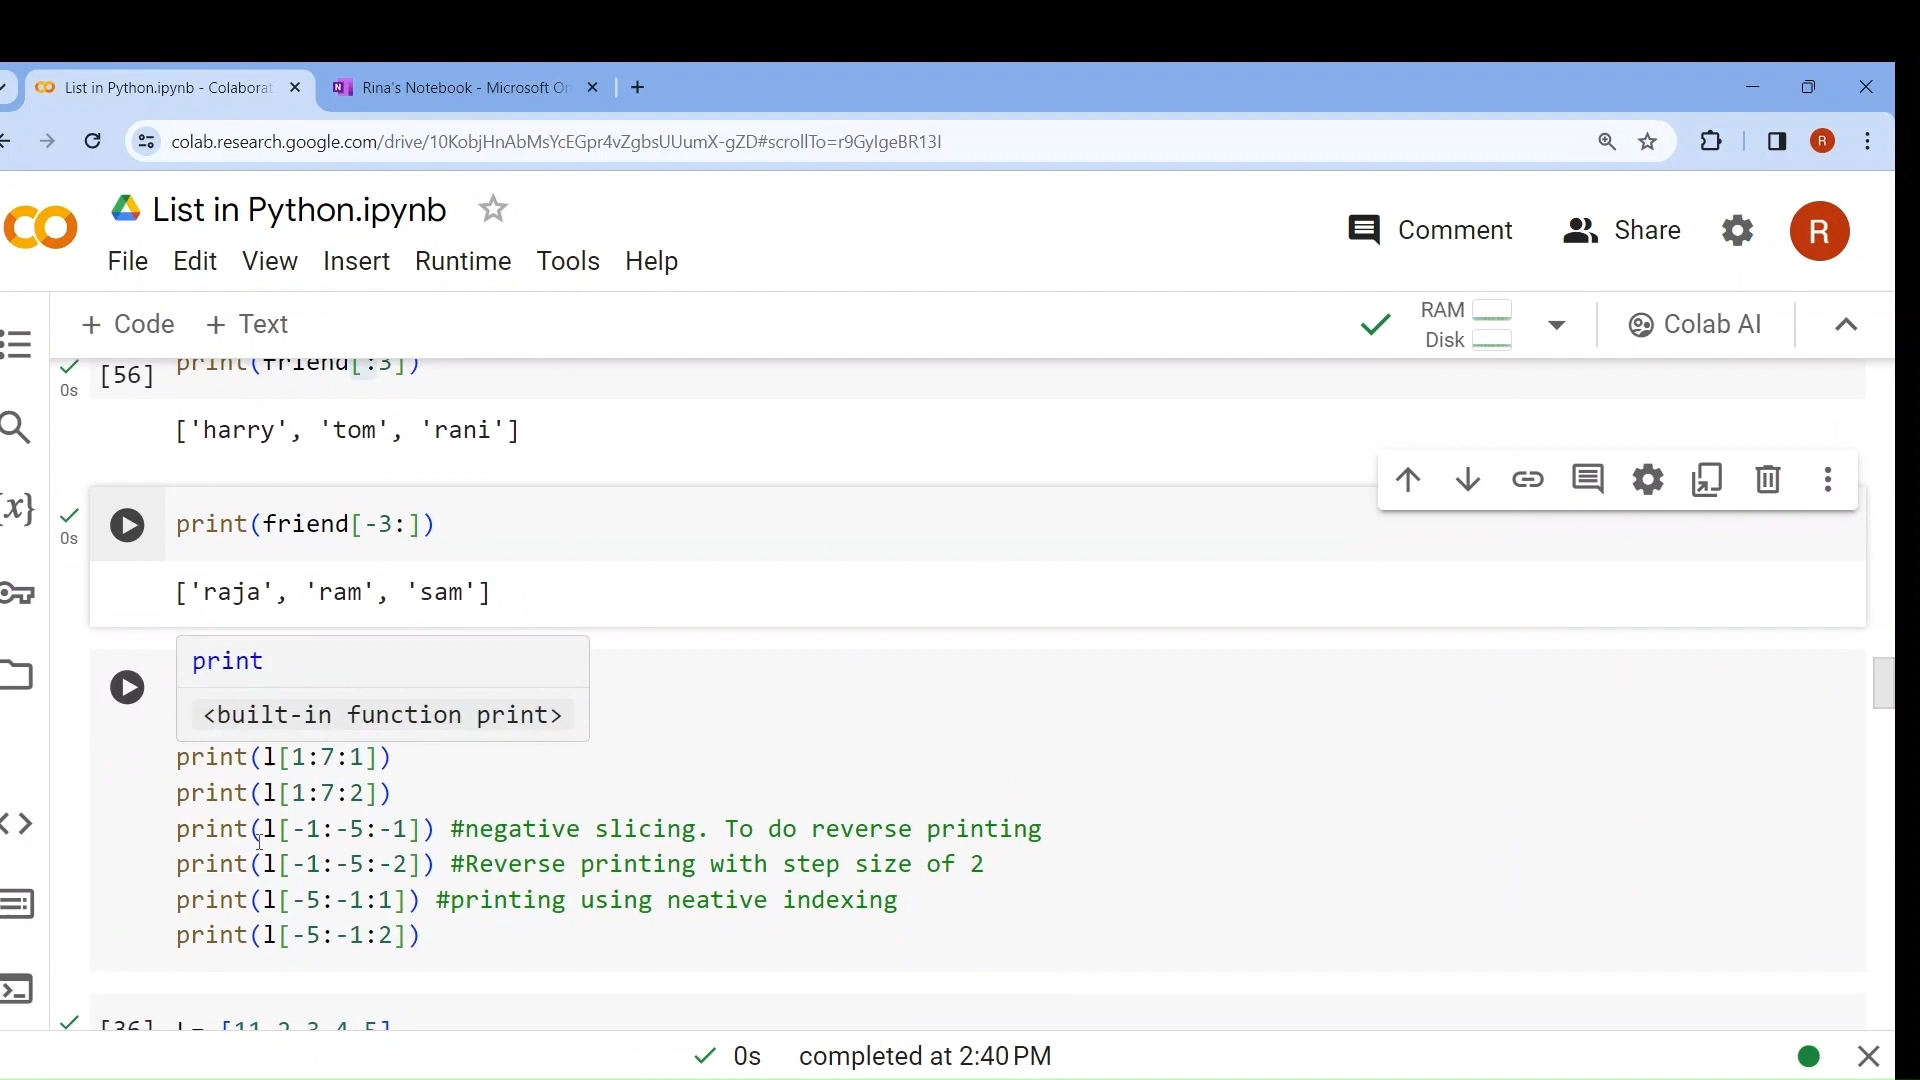 List in Python.ipynb - Colaborat
Rina's Notebook - Microsoft On
colab.research.google.com/drive/10KobjHnAbMsYcEGpr4vZgbsUUumX-gZD#scrollTo=r9GyIgeBR13I
R
List in Python.ipynb
Comment
Share
R
File Edit View Insert Runtime Tools Help
+ Code + Text
RAM
Disk
Colab AI
0s
[56] print(friend[:3])
['harry', 'tom', 'rani']
{x}
0s
print(friend[-3:])
['raja', 'ram', 'sam']
print
<built-in function print>
print(l[1:7:1])
print(l[1:7:2])
print(l[-1:-5:-1]) #negative slicing. To do reverse printing
print(l[-1:-5:-2]) #Reverse printing with step size of 2
print(l[-5:-1:1]) #printing using neative indexing
print(l[-5:-1:2])
[36] l= [11,2,3,4,5]
0s completed at 2:40 PM